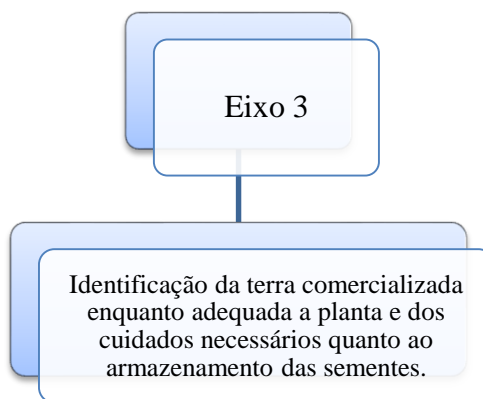 Eixo 3
Identificação da terra comercializada
enquanto adequada a planta e dos
cuidados necessários quanto ao
armazenamento das sementes.